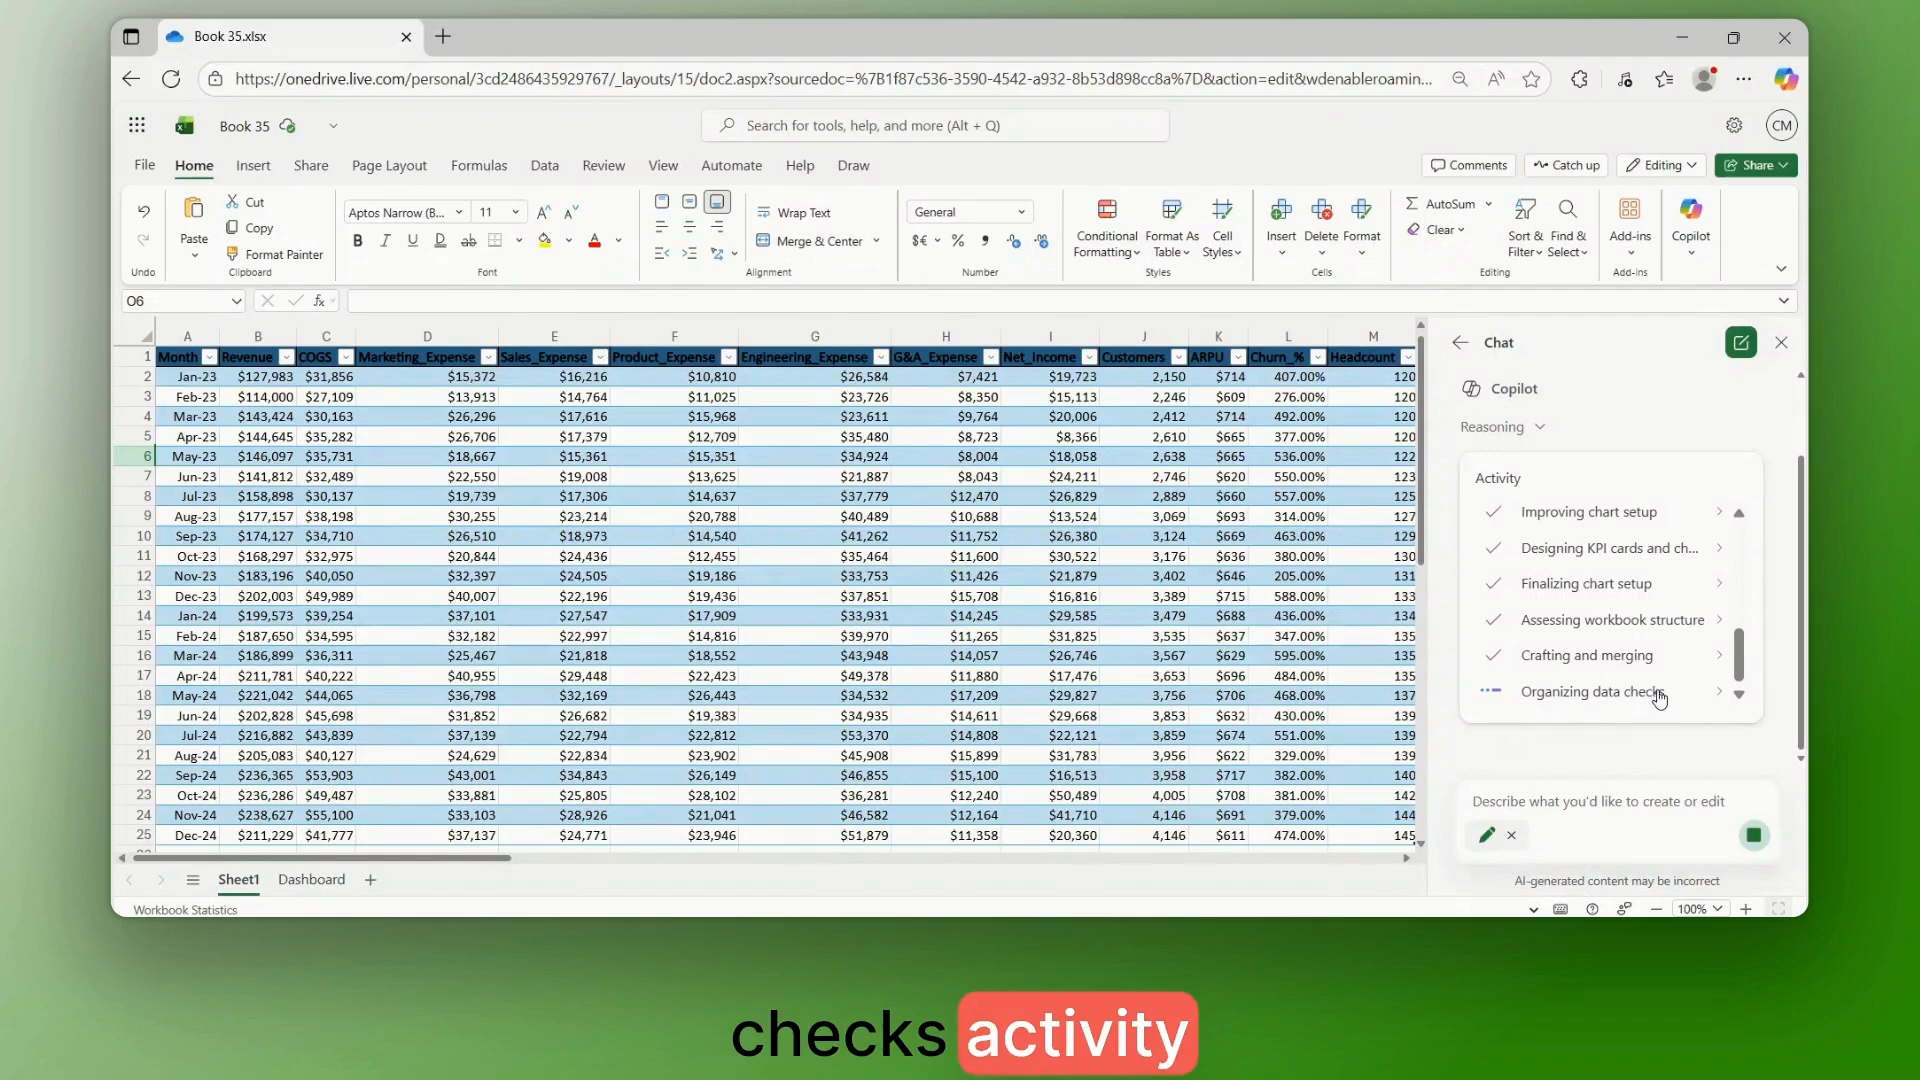 Book 35.xlsx
https://onedrive.live.com/personal/3cd2486435929767/_layouts/15/doc2.aspx?sourcedoc=%7B1f87c536-3590-4542-a932-8b53d898cc8a%7D&action=edit&wdenableroamin...
Book 35
Search for tools, help, and more (Alt + Q)
CM
File Home Insert Share Page Layout Formulas Data Review View Automate Help Draw
Comments Catch up Editing Share
Paste Cut
Copy
Format Painter
Aptos Narrow (B... 11
Wrap Text
Merge & Center
General
Conditional Formatting Format As Table Cell Styles
Insert Delete Format
AutoSum
Clear
Sort & Filter Find & Select
Add-ins Copilot
Undo Clipboard Font Alignment Number Styles Cells Editing Add-ins
O6 fx
A B C D E F G H I J K L M
1 Month Revenue COGS Marketing_Expense Sales_Expense Product_Expense Engineering_Expense G&A_Expense Net_Income Customers ARPU Churn_% Headcount
2 Jan-23 $127,983 $31,856 $15,372 $16,216 $10,810 $26,584 $7,421 $19,723 2,150 $714 407.00% 120
3 Feb-23 $114,000 $27,109 $13,913 $14,764 $11,025 $23,726 $8,350 $15,113 2,246 $609 276.00% 120
4 Mar-23 $143,424 $30,163 $26,296 $17,616 $15,968 $23,611 $9,764 $20,006 2,412 $714 492.00% 120
5 Apr-23 $144,645 $35,282 $26,706 $17,379 $12,709 $35,480 $8,723 $8,366 2,610 $665 377.00% 120
6 May-23 $146,097 $35,731 $18,667 $15,361 $15,351 $34,924 $8,004 $18,058 2,638 $665 536.00% 122
7 Jun-23 $141,812 $32,489 $22,550 $19,008 $13,625 $21,887 $8,043 $24,211 2,746 $620 550.00% 123
8 Jul-23 $158,898 $30,137 $19,739 $17,306 $14,637 $37,779 $12,470 $26,829 2,889 $660 557.00% 125
9 Aug-23 $177,157 $38,198 $30,255 $23,214 $20,788 $40,489 $10,688 $13,524 3,069 $693 314.00% 127
10 Sep-23 $174,127 $34,710 $26,510 $18,973 $14,540 $41,262 $11,752 $26,380 3,124 $669 463.00% 129
11 Oct-23 $168,297 $32,975 $20,844 $24,436 $12,455 $35,464 $11,600 $30,522 3,176 $636 380.00% 130
12 Nov-23 $183,196 $40,050 $32,397 $24,505 $19,186 $33,753 $11,426 $21,879 3,402 $646 205.00% 131
13 Dec-23 $202,003 $49,989 $40,007 $22,196 $19,436 $37,851 $15,708 $16,816 3,389 $715 588.00% 133
14 Jan-24 $199,573 $39,254 $37,101 $27,547 $17,909 $33,931 $14,245 $29,585 3,479 $688 436.00% 134
15 Feb-24 $187,650 $34,595 $32,182 $22,997 $14,816 $39,970 $11,265 $31,825 3,535 $637 347.00% 135
16 Mar-24 $186,899 $36,311 $25,467 $21,818 $18,552 $43,948 $14,057 $26,746 3,567 $629 595.00% 135
17 Apr-24 $211,781 $40,222 $40,955 $29,448 $22,423 $49,378 $11,880 $17,476 3,653 $696 484.00% 135
18 May-24 $221,042 $44,065 $36,798 $32,169 $26,443 $34,532 $17,209 $29,827 3,756 $706 468.00% 137
19 Jun-24 $202,828 $45,698 $31,852 $26,682 $19,383 $34,935 $14,611 $29,668 3,853 $632 430.00% 139
20 Jul-24 $216,882 $43,839 $37,139 $22,794 $22,812 $53,370 $14,808 $22,121 3,859 $674 551.00% 139
21 Aug-24 $205,083 $40,127 $24,629 $22,834 $23,902 $45,908 $15,899 $31,783 3,956 $622 329.00% 139
22 Sep-24 $236,365 $53,903 $43,001 $34,843 $26,149 $46,855 $15,100 $16,513 3,958 $717 382.00% 140
23 Oct-24 $236,286 $49,487 $33,881 $25,805 $28,102 $36,281 $12,240 $50,489 4,005 $708 381.00% 142
24 Nov-24 $238,627 $55,100 $33,103 $28,926 $21,041 $46,582 $12,164 $41,710 4,146 $691 379.00% 144
25 Dec-24 $211,229 $41,777 $37,137 $24,771 $23,946 $51,879 $11,358 $20,360 4,146 $611 474.00% 145
Chat
Copilot
Reasoning
Activity
Improving chart setup
Designing KPI cards and ch...
Finalizing chart setup
Assessing workbook structure
Crafting and merging
Organizing data checks
Describe what you'd like to create or edit
AI-generated content may be incorrect
Sheet1 Dashboard
Workbook Statistics
100%
checks activity